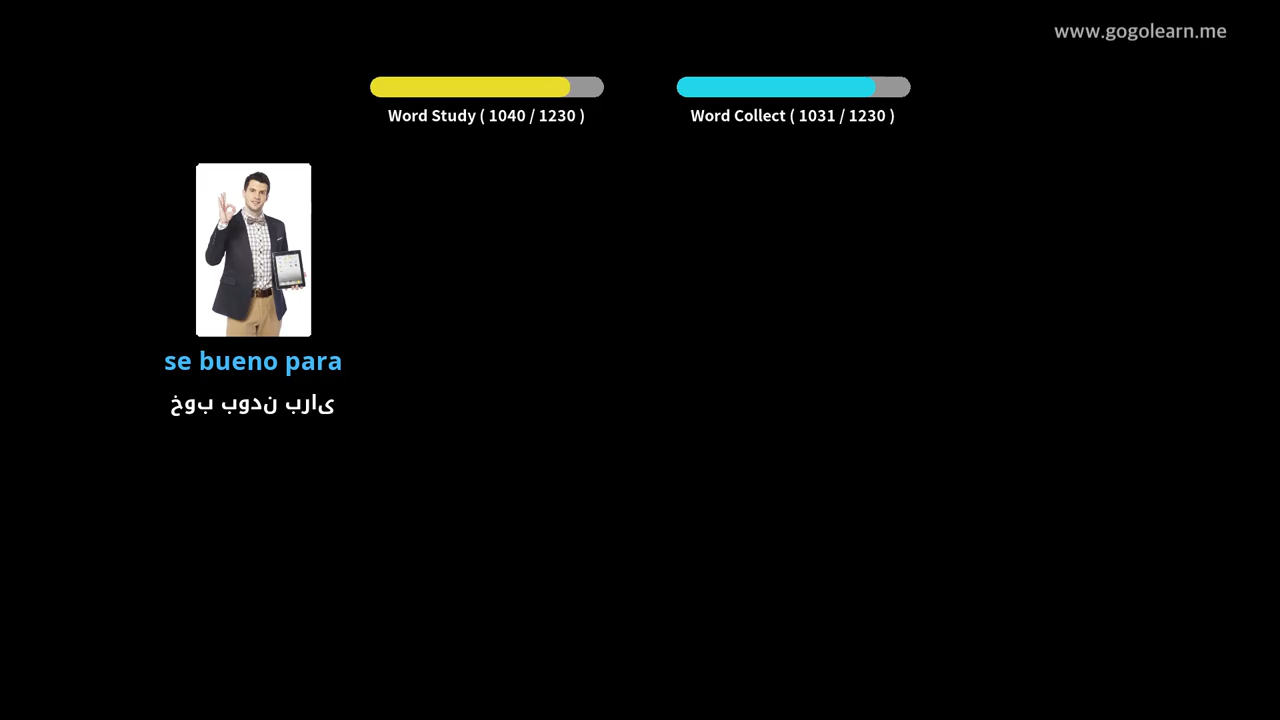 www.gogolearn.me
Word Study ( 1040 / 1230 )
Word Collect ( 1031 / 1230 )
se bueno para
خوب بودن برای